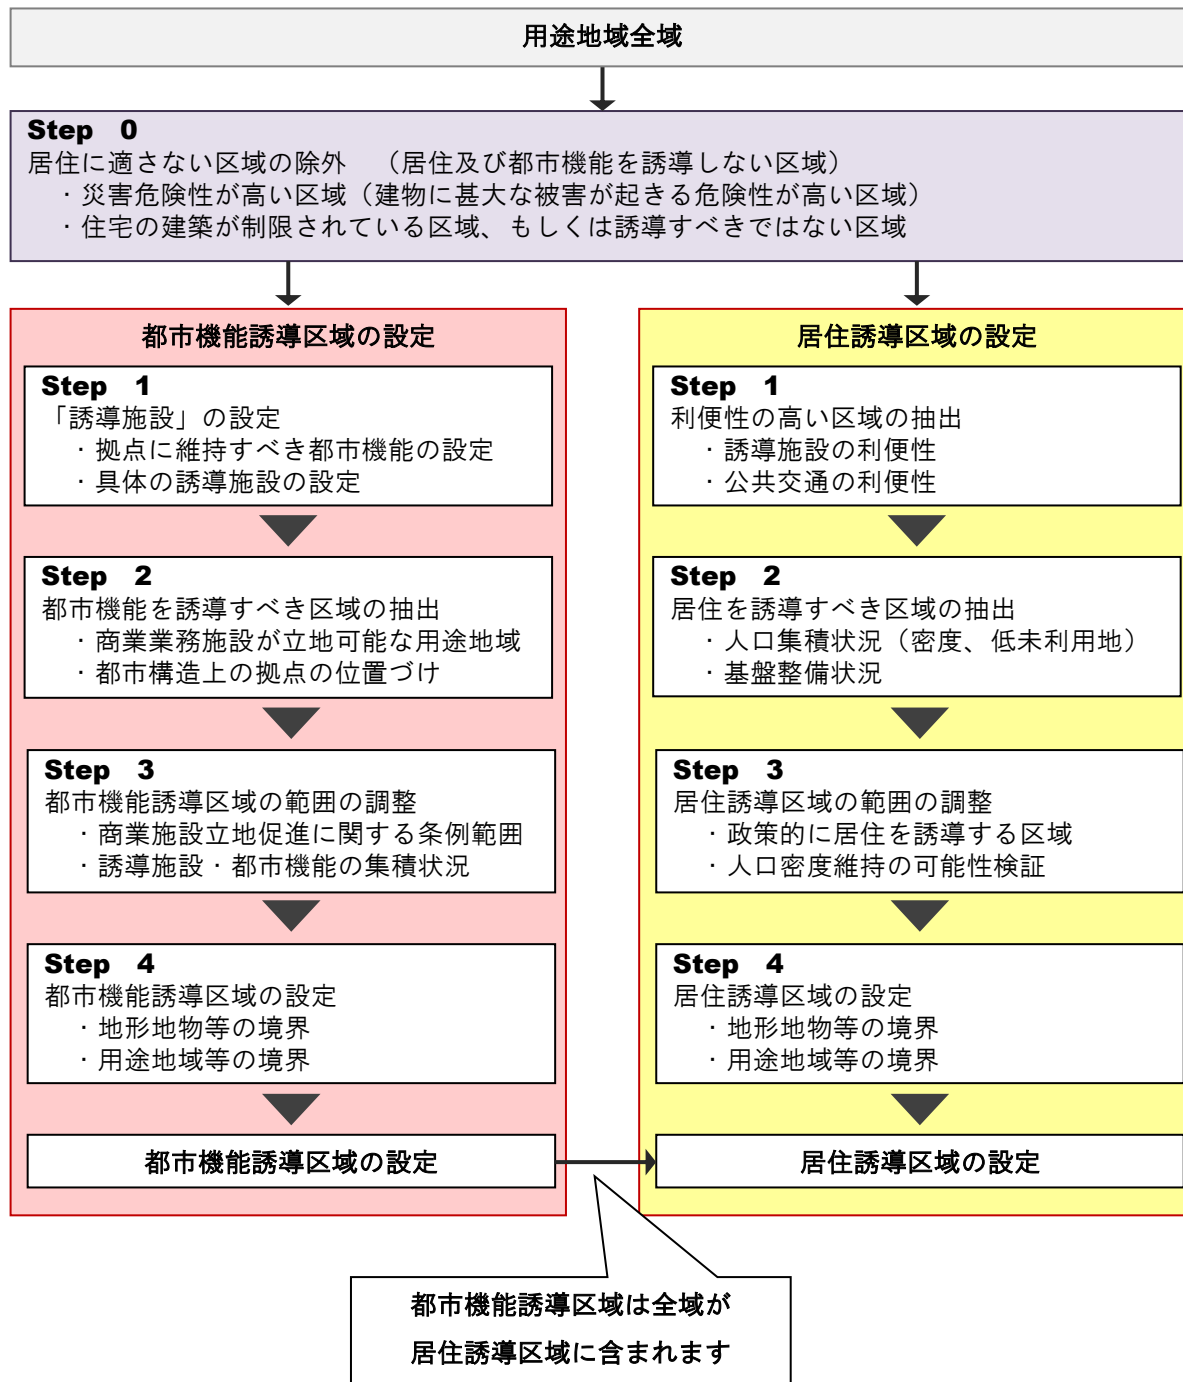 用途地域全域
Step 0
居住に適さない区域の除外 （居住及び都市機能を誘導しない区域）
・災害危険性が高い区域（建物に甚大な被害が起きる危険性が高い区域）
・住宅の建築が制限されている区域、もしくは誘導すべきではない区域
都市機能誘導区域の設定
Step 1
「誘導施設」の設定
・拠点に維持すべき都市機能の設定
・具体の誘導施設の設定
Step 2
都市機能を誘導すべき区域の抽出
・商業業務施設が立地可能な用途地域
・都市構造上の拠点の位置づけ
Step 3
都市機能誘導区域の範囲の調整
・商業施設立地促進に関する条例範囲
・誘導施設・都市機能の集積状況
Step 4
都市機能誘導区域の設定
・地形地物等の境界
・用途地域等の境界
都市機能誘導区域の設定
居住誘導区域の設定
Step 1
利便性の高い区域の抽出
・誘導施設の利便性
・公共交通の利便性
Step 2
居住を誘導すべき区域の抽出
・人口集積状況（密度、低未利用地）
・基盤整備状況
Step 3
居住誘導区域の範囲の調整
・政策的に居住を誘導する区域
・人口密度維持の可能性検証
Step 4
居住誘導区域の設定
・地形地物等の境界
・用途地域等の境界
居住誘導区域の設定
都市機能誘導区域は全域が
居住誘導区域に含まれます